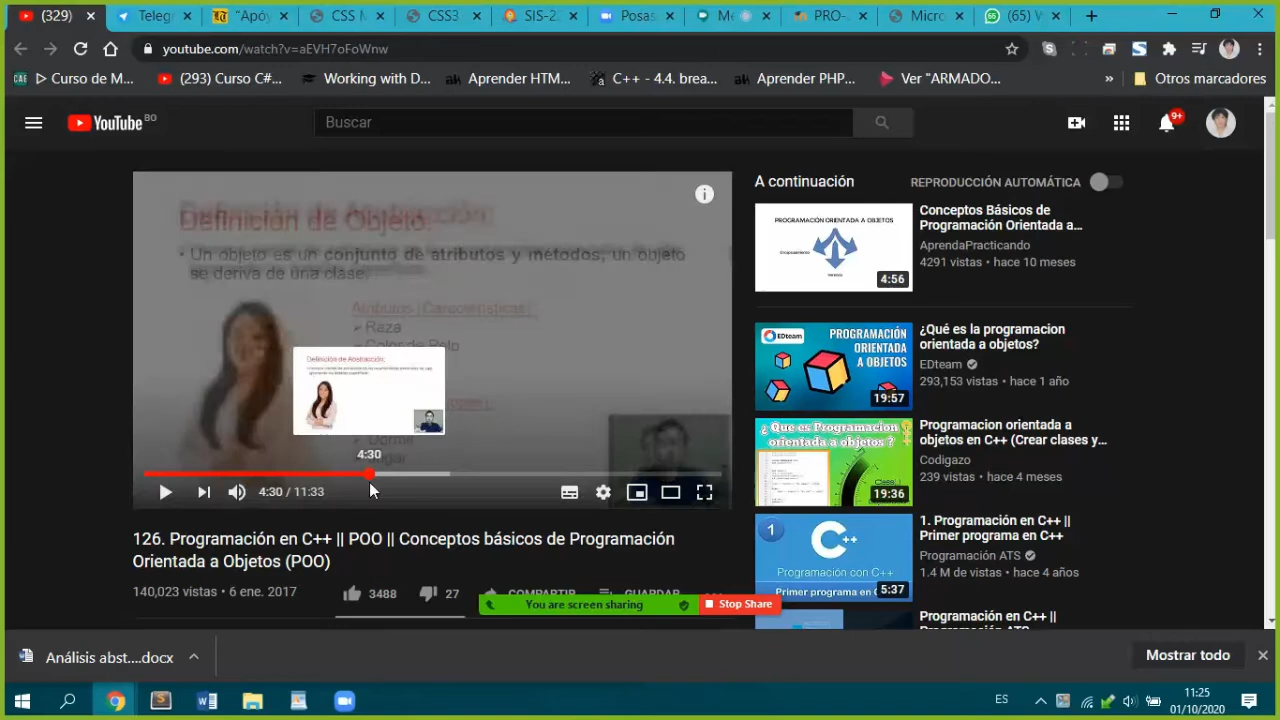 (329)
Telegr
"Apóy
CSS M
CSS3
SIS-22
Posas
Me
PRO-
Micro
(65) W
youtube.com/watch?v=aEVH7oFoWnw
Curso de M...
(293) Curso C#...
Working with D...
Aprender HTM...
C++ - 4.4. brea...
Aprender PHP...
Ver "ARMADO...
»
Otros marcadores
YouTube BO
Buscar
9+
Definición de Objeto
Un objeto es un conjunto de atributos y métodos, un objeto
se deriva de una clase.
Atributos (Características)
Raza
Color de Pelo
Definición de Abstracción:
Dormir
4:30
4:30 / 11:33
126. Programación en C++ || POO || Conceptos básicos de Programación
Orientada a Objetos (POO)
140,023 vistas • 6 ene. 2017
3488
27
COMPARTIR
GUARDAR
You are screen sharing
Stop Share
A continuación
REPRODUCCIÓN AUTOMÁTICA
PROGRAMACIÓN ORIENTADA A OBJETOS
4:56
Conceptos Básicos de
Programación Orientada a...
AprendaPracticando
4291 vistas • hace 10 meses
EDteam
PROGRAMACIÓN
ORIENTADA
A OBJETOS
19:57
¿Qué es la programacion
orientada a objetos?
EDteam
293,153 vistas • hace 1 año
¿ Que es Programacion
orientada a objetos ?
19:36
Programacion orientada a
objetos en C++ (Crear clases y...
Codigazo
239 vistas • hace 4 meses
1
C++
Programación con C++
Primer programa en C
5:37
1. Programación en C++ ||
Primer programa en C++
Programación ATS
1.4 M de vistas • hace 4 años
Programación en C++ ||
Análisis abst....docx
Mostrar todo
ES
11:25
01/10/2020